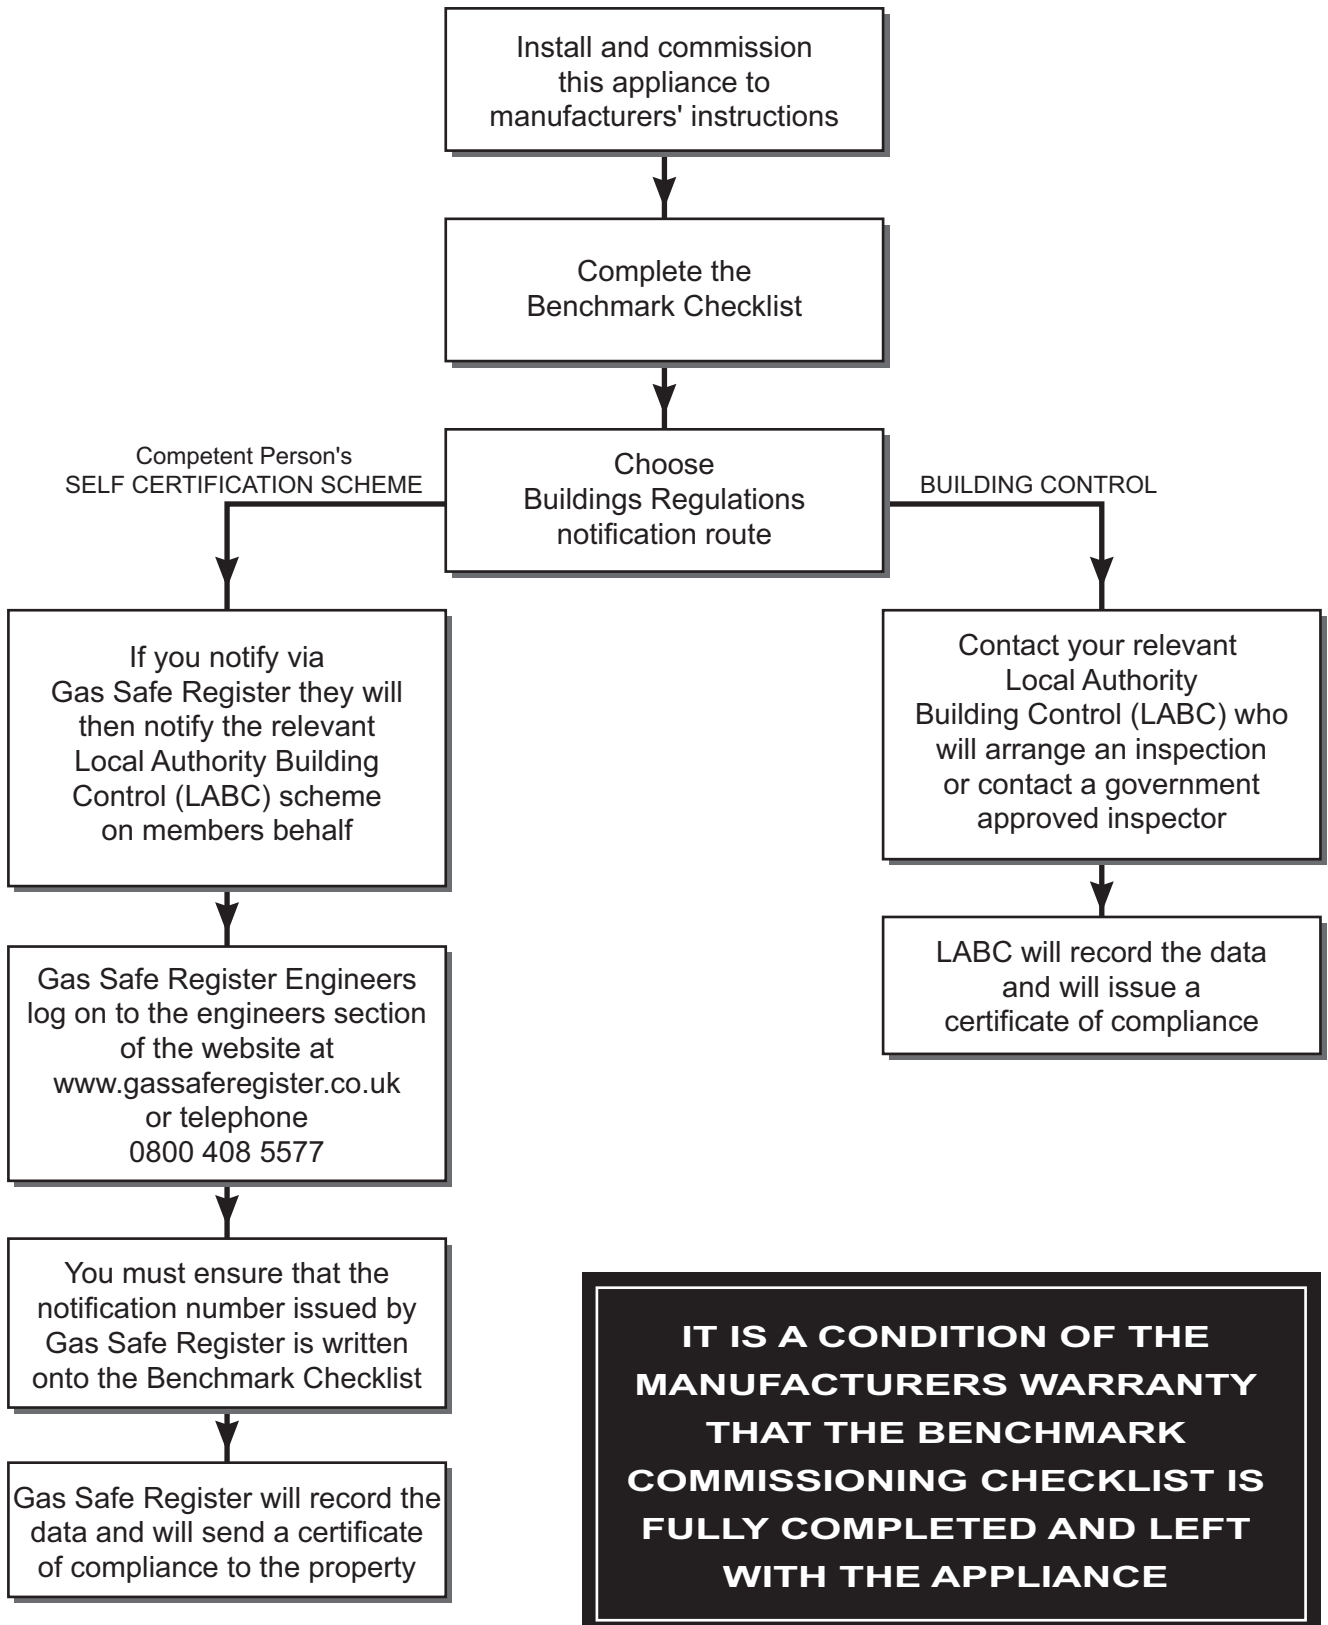 Install and commission
this appliance to
manufacturers' instructions
Complete the
Benchmark Checklist
Choose
Buildings Regulations
notification route
Competent Person's
SELF CERTIFICATION SCHEME
BUILDING CONTROL
If you notify via
Gas Safe Register they will
then notify the relevant
Local Authority Building
Control (LABC) scheme
on members behalf
Gas Safe Register Engineers
log on to the engineers section
of the website at
www.gassaferegister.co.uk
or telephone
0800 408 5577
You must ensure that the
notification number issued by
Gas Safe Register is written
onto the Benchmark Checklist
Gas Safe Register will record the
data and will send a certificate
of compliance to the property
Contact your relevant
Local Authority
Building Control (LABC) who
will arrange an inspection
or contact a government
approved inspector
LABC will record the data
and will issue a
certificate of compliance
IT IS A CONDITION OF THE
MANUFACTURERS WARRANTY
THAT THE BENCHMARK
COMMISSIONING CHECKLIST IS
FULLY COMPLETED AND LEFT
WITH THE APPLIANCE